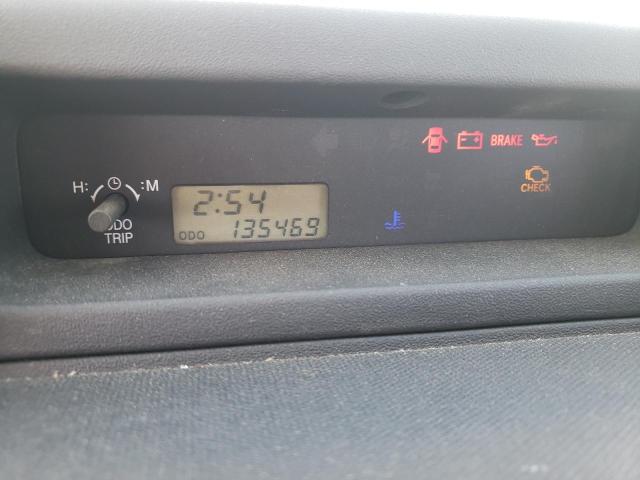 BRAKE
CHECK
H: :M
2:54
ODO 135469
ODO
TRIP